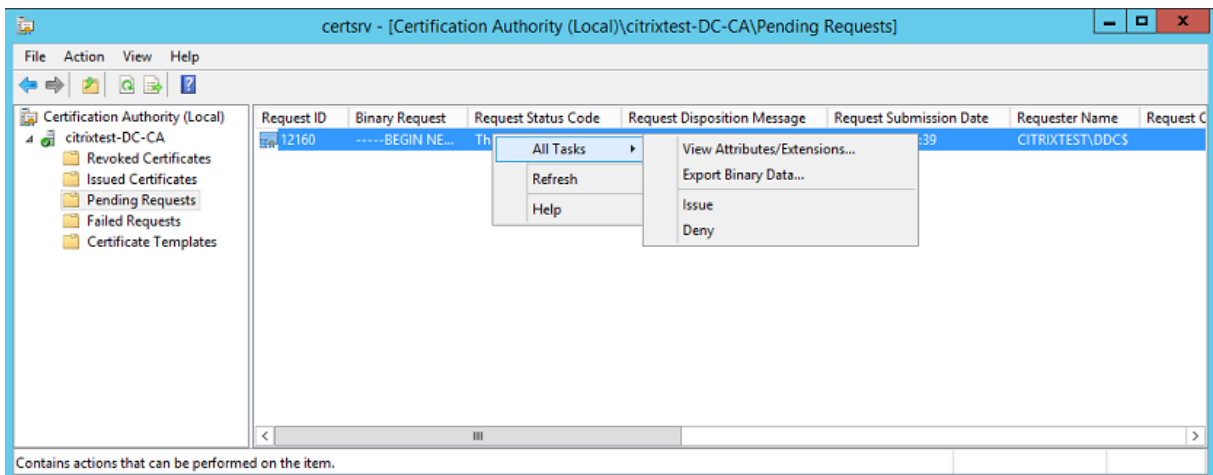 certsrv - [Certification Authority (Local)\citrixtest-DC-CA\Pending Requests]
File Action View Help
Certification Authority (Local)
citrixtest-DC-CA
Revoked Certificates
Issued Certificates
Pending Requests
Failed Requests
Certificate Templates
Request ID Binary Request Request Status Code Request Disposition Message Request Submission Date Requester Name Request C
12160 -----BEGIN NE... Th :39 CITRIXTEST\DDC$
All Tasks
Refresh
Help
View Attributes/Extensions...
Export Binary Data...
Issue
Deny
Contains actions that can be performed on the item.